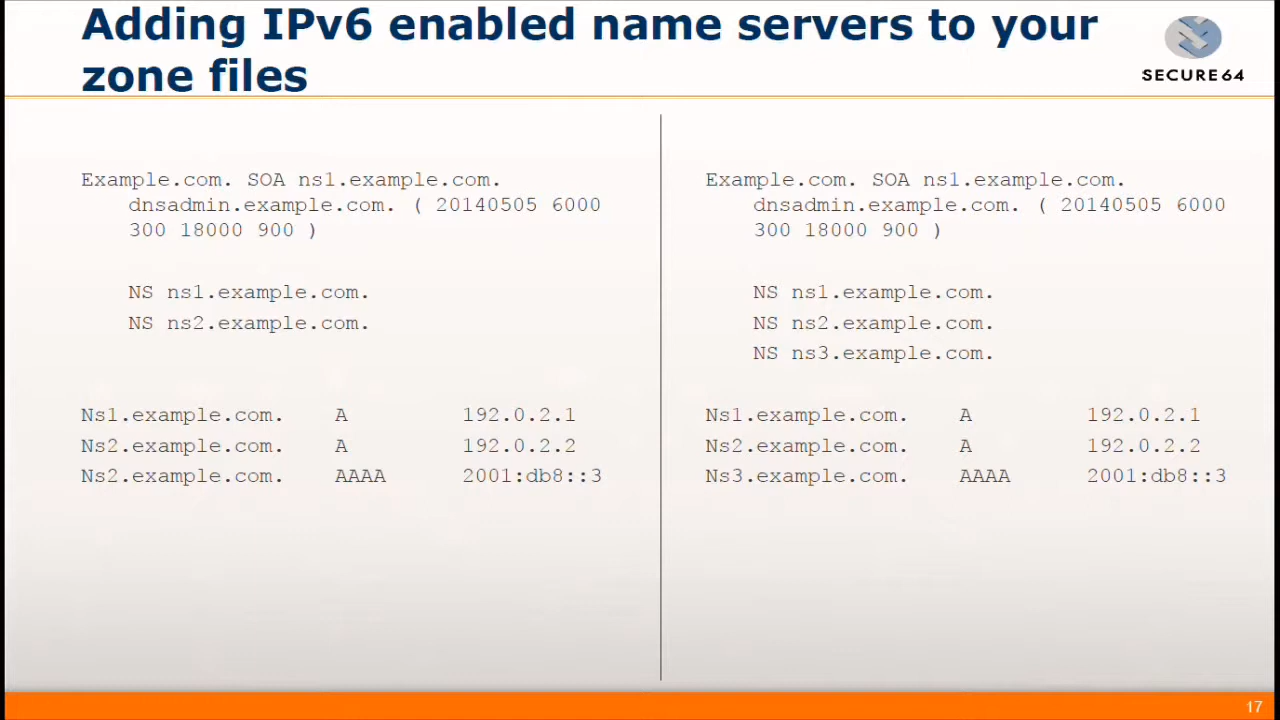 Adding IPv6 enabled name servers to your
zone files
SECURE64
Example.com. SOA ns1.example.com.
dnsadmin.example.com. ( 20140505 6000
300 18000 900 )
NS ns1.example.com.
NS ns2.example.com.
Ns1.example.com. A 192.0.2.1
Ns2.example.com. A 192.0.2.2
Ns2.example.com. AAAA 2001:db8::3
Example.com. SOA ns1.example.com.
dnsadmin.example.com. ( 20140505 6000
300 18000 900 )
NS ns1.example.com.
NS ns2.example.com.
NS ns3.example.com.
Ns1.example.com. A 192.0.2.1
Ns2.example.com. A 192.0.2.2
Ns3.example.com. AAAA 2001:db8::3
17